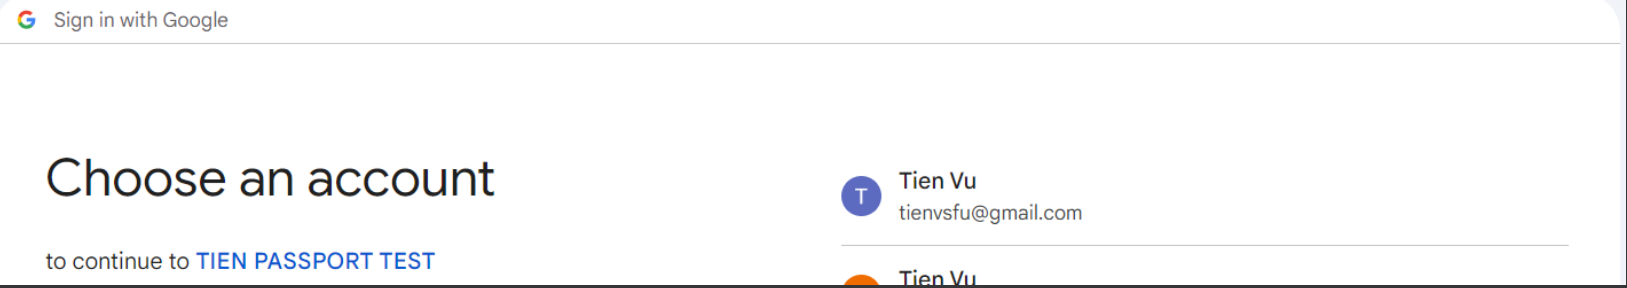 Sign in with Google
Choose an account
to continue to TIEN PASSPORT TEST
T
Tien Vu
tienvsfu@gmail.com
Tien Vu